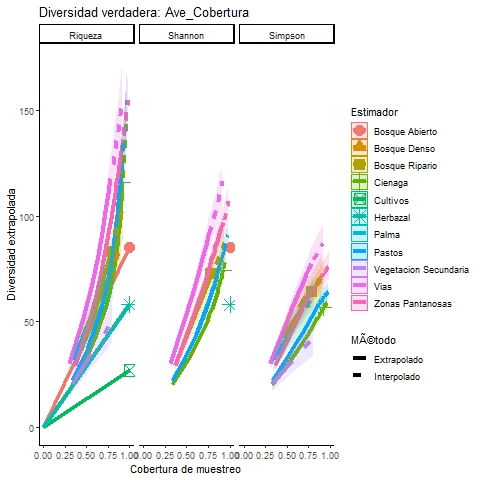 Diversidad verdadera: Ave_Cobertura
Riqueza
Shannon
Simpson
Diversidad extrapolada
150
100
50
0
0.00 0.25 0.50 0.75 1.00
0.00 0.25 0.50 0.75 1.00
0.00 0.25 0.50 0.75 1.00
Cobertura de muestreo
Estimador
Bosque Abierto
Bosque Denso
Bosque Ripario
Cienaga
Cultivos
Herbazal
Palma
Pastos
Vegetacion Secundaria
Vias
Zonas Pantanosas
MÃ©todo
Extrapolado
Interpolado